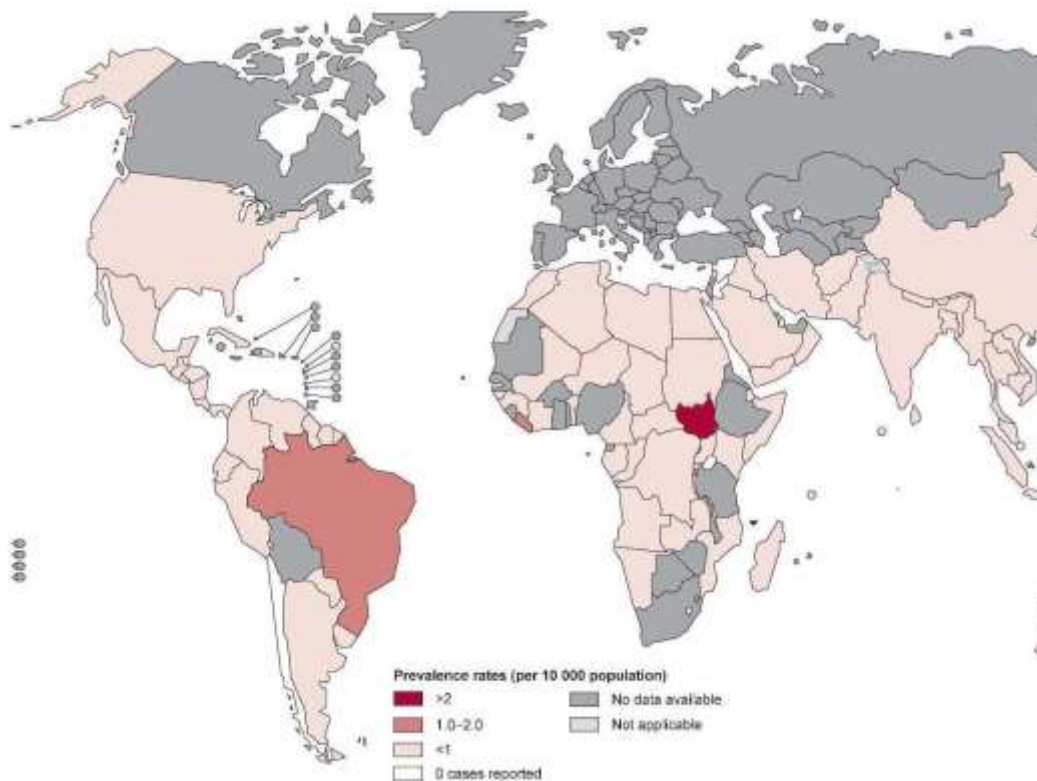 Prevalence rates (per 10 000 population)
>2
1.0–2.0
<1
0 cases reported
No data available
Not applicable